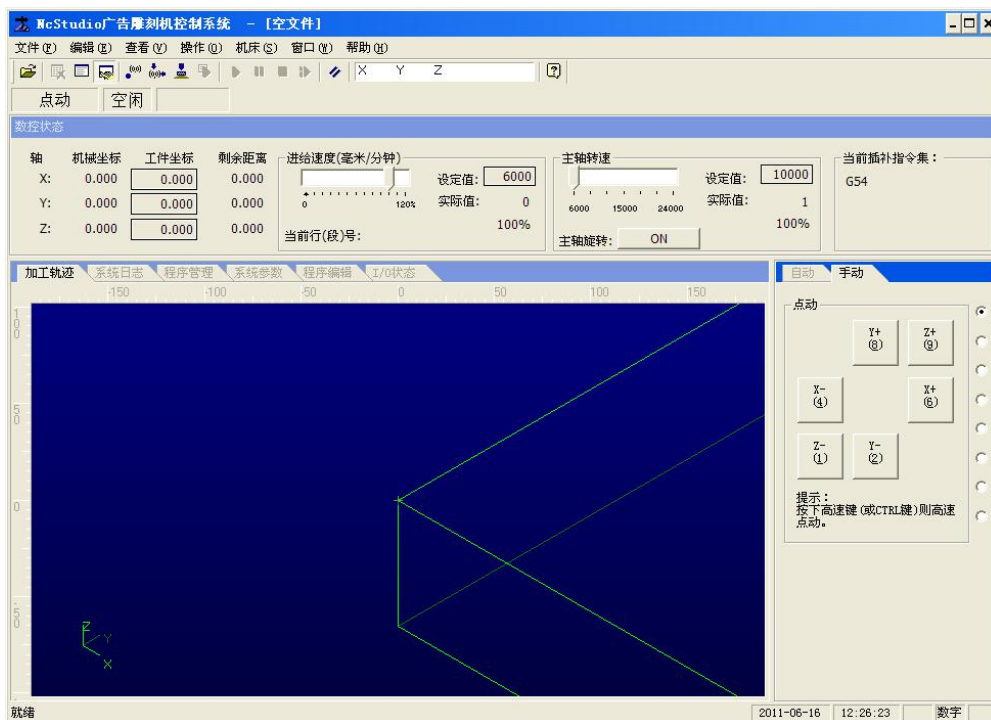 NcStudio广告雕刻机控制系统 - [空文件]
文件(F) 编辑(E) 查看(V) 操作(O) 机床(S) 窗口(W) 帮助(H)
X Y Z
点动 空闲
数控状态
轴 机械坐标 工件坐标 剩余距离
X: 0.000 0.000 0.000
Y: 0.000 0.000 0.000
Z: 0.000 0.000 0.000
进给速度(毫米/分钟)
设定值: 6000
实际值: 0
0 120%
100%
当前行(段)号:
主轴转速
设定值: 10000
实际值: 1
6000 15000 24000
100%
主轴旋转: ON
当前插补指令集:
G54
加工轨迹 系统日志 程序管理 系统参数 程序编辑 I/O状态
-150 -100 -50 0 50 100 150
100
50
0
-50
Z
Y
X
自动 手动
点动
Y+
(8)
Z+
(9)
X-
(4)
X+
(6)
Z-
(1)
Y-
(2)
提示:
按下高速键(或CTRL键)则高速
点动。
就绪 2011-06-16 12:26:23 数字